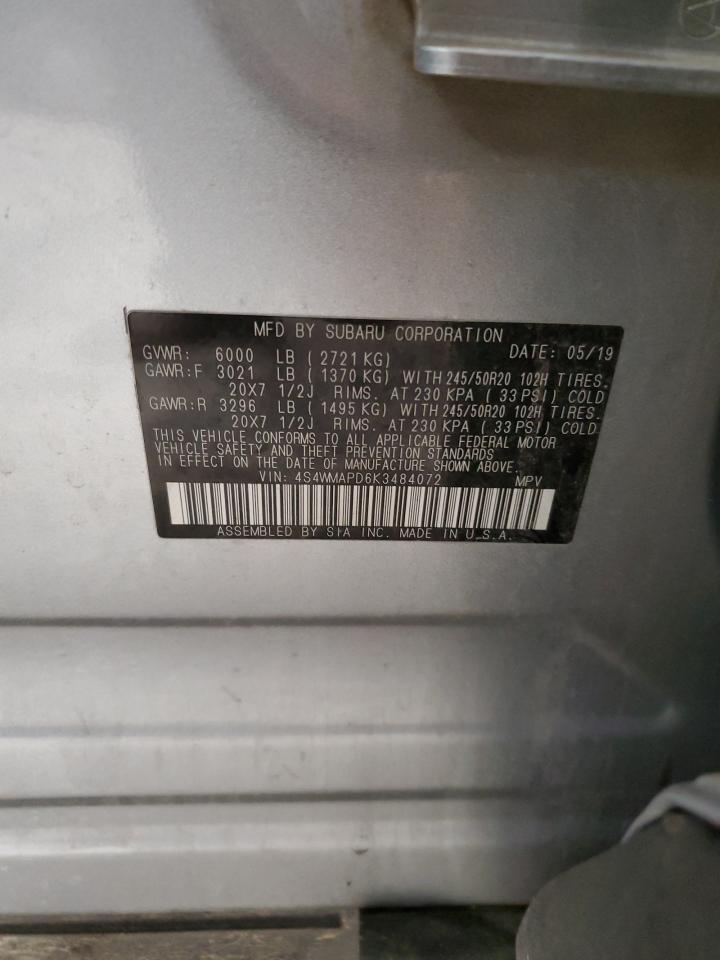 MFD BY SUBARU CORPORATION
GVWR: 6000 LB ( 2721 KG) DATE: 05/19
GAWR:F 3021 LB ( 1370 KG) WITH 245/50R20 102H TIRES.
20X7 1/2J RIMS. AT 230 KPA ( 33 PSI) COLD
GAWR:R 3296 LB ( 1495 KG) WITH 245/50R20 102H TIRES.
20X7 1/2J RIMS. AT 230 KPA ( 33 PSI) COLD
THIS VEHICLE CONFORMS TO ALL APPLICABLE FEDERAL MOTOR
VEHICLE SAFETY AND THEFT PREVENTION STANDARDS
IN EFFECT ON THE DATE OF MANUFACTURE SHOWN ABOVE.
VIN: 4S4WMAPD6K3484072 MPV
ASSEMBLED BY SIA INC. MADE IN U.S.A.